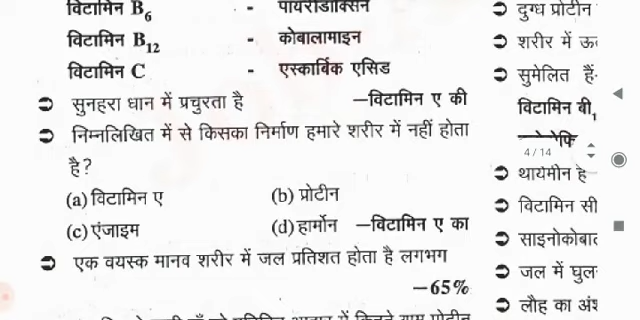 विटामिन B6 - पायरीडॉक्सिन
विटामिन B12 - कोबालामाइन
विटामिन C - एस्कार्बिक एसिड
➲ सुनहरा धान में प्रचुरता है –विटामिन ए की
➲ निम्नलिखित में से किसका निर्माण हमारे शरीर में नहीं होता
है?
(a) विटामिन ए (b) प्रोटीन
(c) एंजाइम (d) हार्मोन –विटामिन ए का
➲ एक वयस्क मानव शरीर में जल प्रतिशत होता है लगभग
–65%
➲ दुग्ध प्रोटीन
➲ शरीर में
➲ सुमेलित हैं-
विटामिन बी1
4 / 14
➲ थायमीन है
➲ विटामिन सी
➲ जल में
➲ लौह का